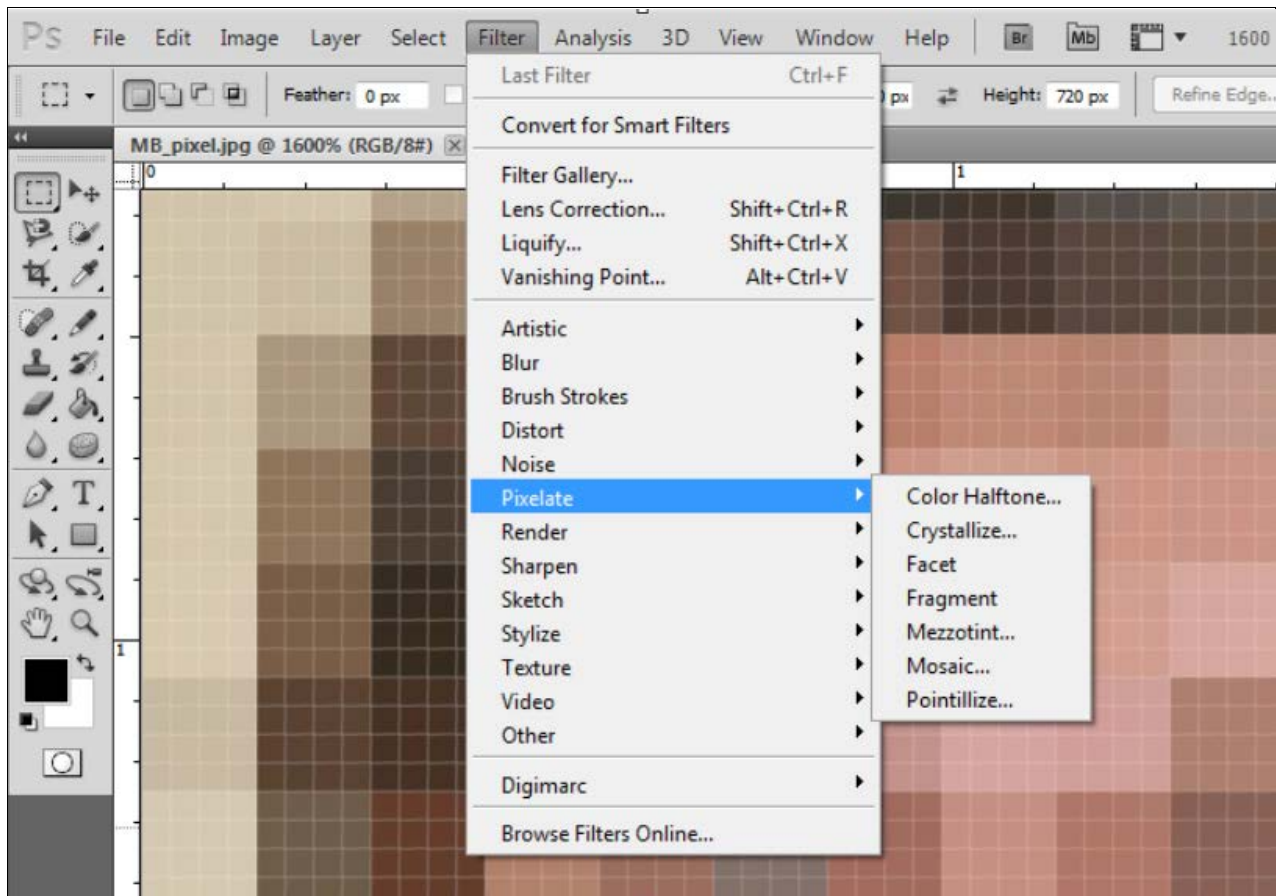 Ps File Edit Image Layer Select Filter Analysis 3D View Window Help Br Mb 1600
Feather: 0 px px Height: 720 px Refine Edge..
MB_pixel.jpg @ 1600% (RGB/8#)
0 1
Last Filter Ctrl+F
Convert for Smart Filters
Filter Gallery...
Lens Correction... Shift+Ctrl+R
Liquify... Shift+Ctrl+X
Vanishing Point... Alt+Ctrl+V
Artistic
Blur
Brush Strokes
Distort
Noise
Pixelate
Render
Sharpen
Sketch
Stylize
Texture
Video
Other
Digimarc
Browse Filters Online...
Color Halftone...
Crystallize...
Facet
Fragment
Mezzotint...
Mosaic...
Pointillize...
T
1